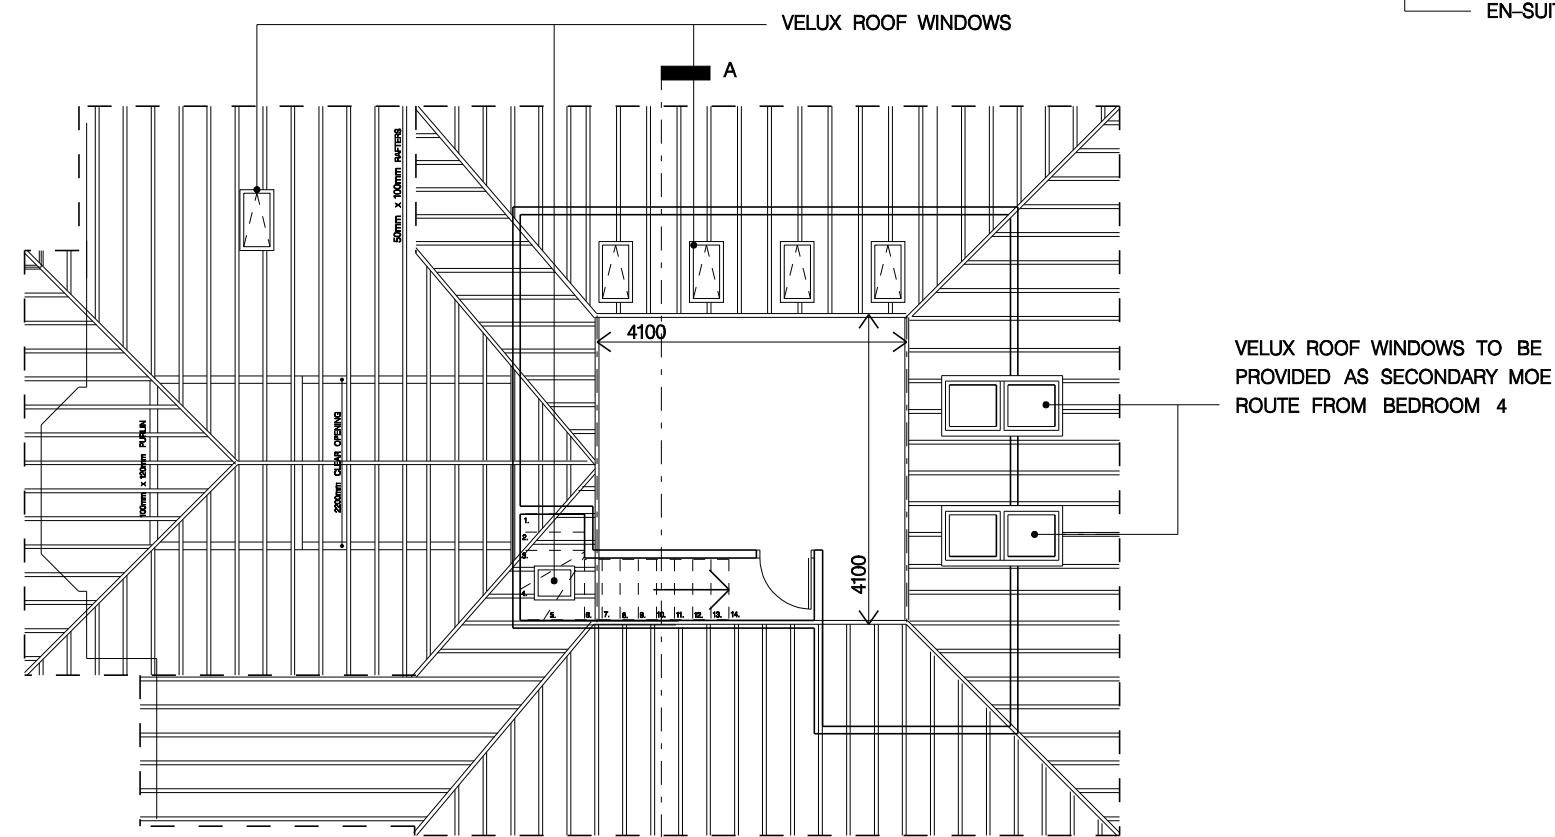 EN-SUI
VELUX ROOF WINDOWS
A
50mm x 100mm RAFTERS
4100
VELUX ROOF WINDOWS TO BE
PROVIDED AS SECONDARY MOE
ROUTE FROM BEDROOM 4
100mm x 120mm PURLIN
2200mm CLEAR OPENING
4100
1.
2.
3.
4.
5. 6. 7. 8. 9. 10. 11. 12. 13. 14.